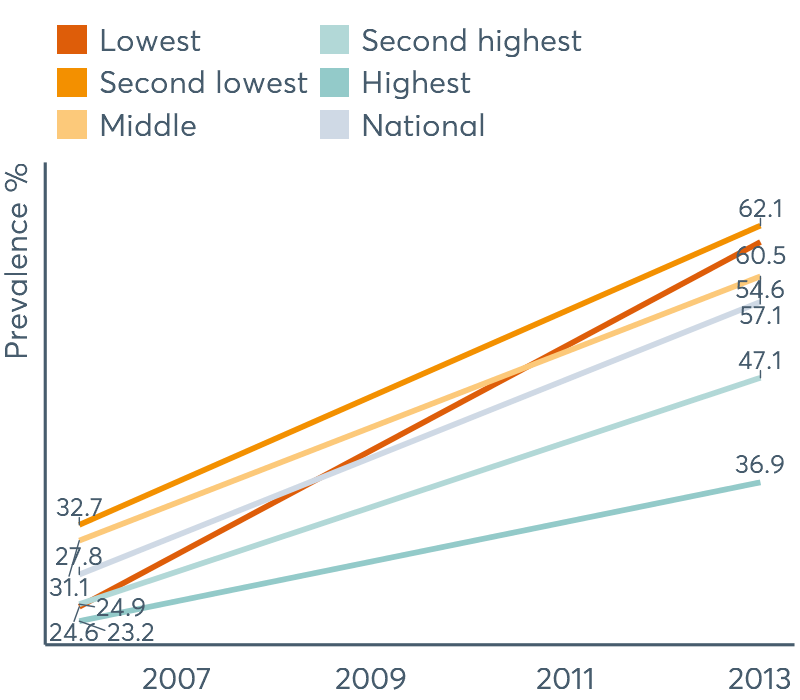 Lowest
Second highest
Second lowest
Highest
Middle
National
Prevalence %
62.1
60.5
54.6
57.1
47.1
36.9
32.7
27.8
31.1
24.9
24.6
23.2
2007
2009
2011
2013